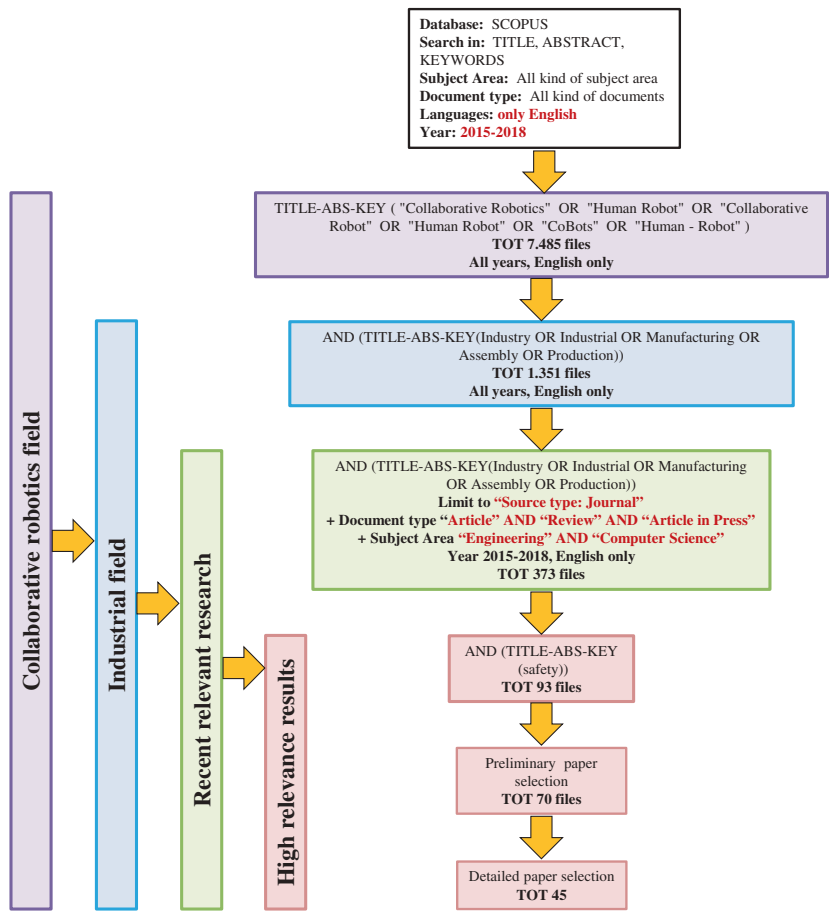 Database: SCOPUS
Search in: TITLE, ABSTRACT,
KEYWORDS
Subject Area: All kind of subject area
Document type: All kind of documents
Languages: only English
Year: 2015-2018
TITLE-ABS-KEY ( "Collaborative Robotics" OR "Human Robot" OR "Collaborative
Robot" OR "Human Robot" OR "CoBots" OR "Human - Robot" )
TOT 7.485 files
All years, English only
AND (TITLE-ABS-KEY(Industry OR Industrial OR Manufacturing OR
Assembly OR Production))
TOT 1.351 files
All years, English only
AND (TITLE-ABS-KEY(Industry OR Industrial OR Manufacturing
OR Assembly OR Production))
Limit to “Source type: Journal”
+ Document type “Article” AND “Review” AND “Article in Press”
+ Subject Area “Engineering” AND “Computer Science”
Year 2015-2018, English only
TOT 373 files
AND (TITLE-ABS-KEY
(safety))
TOT 93 files
Preliminary paper
selection
TOT 70 files
Detailed paper selection
TOT 45
Collaborative robotics field
Industrial field
Recent relevant research
High relevance results